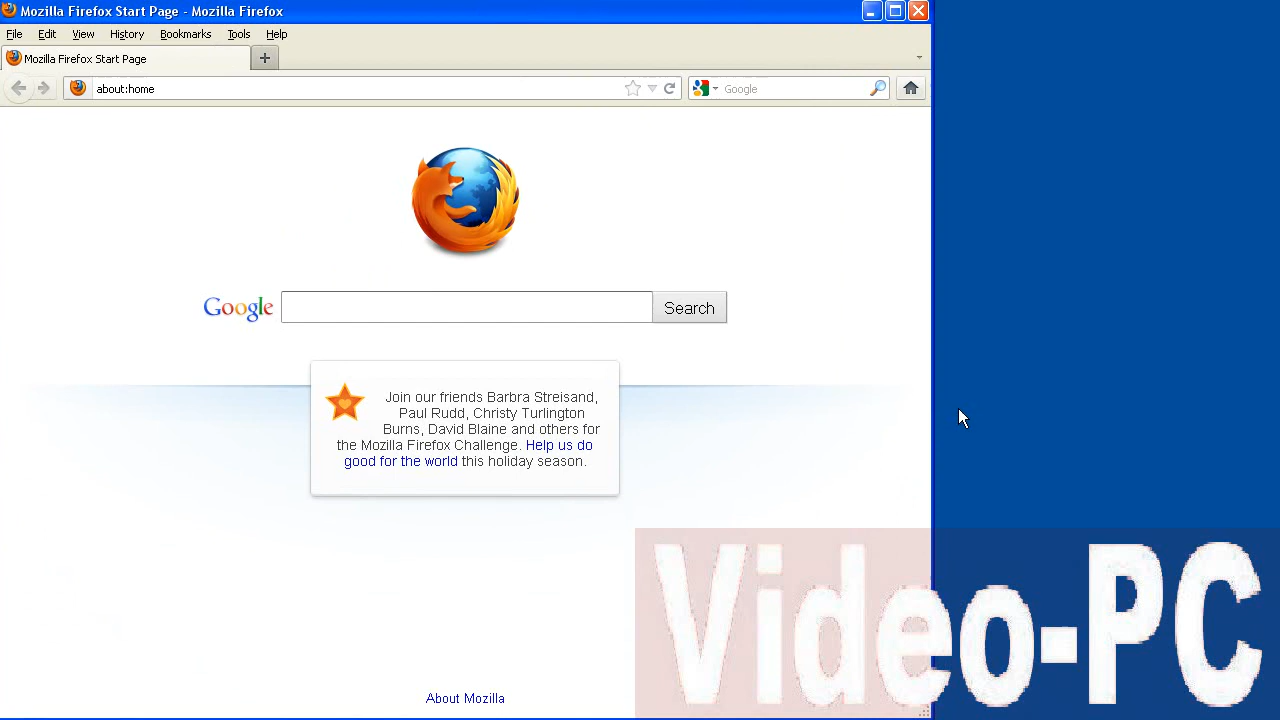 Mozilla Firefox Start Page - Mozilla Firefox
File Edit View History Bookmarks Tools Help
Mozilla Firefox Start Page
about:home
Google
Google
Search
Join our friends Barbra Streisand,
Paul Rudd, Christy Turlington
Burns, David Blaine and others for
the Mozilla Firefox Challenge. Help us do
good for the world this holiday season.
Video-PC
About Mozilla